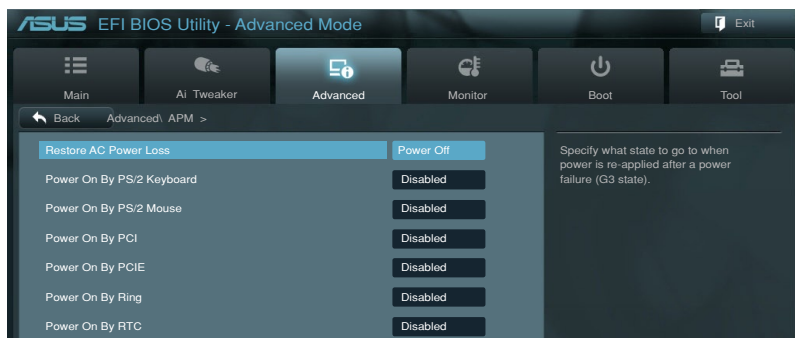 ASUS EFI BIOS Utility - Advanced Mode
Exit
Main
Ai Tweaker
Advanced
Monitor
Boot
Tool
Back
Advanced\ APM >
Restore AC Power Loss Power Off
Power On By PS/2 Keyboard Disabled
Power On By PS/2 Mouse Disabled
Power On By PCI Disabled
Power On By PCIE Disabled
Power On By Ring Disabled
Power On By RTC Disabled
Specify what state to go to when
power is re-applied after a power
failure (G3 state).